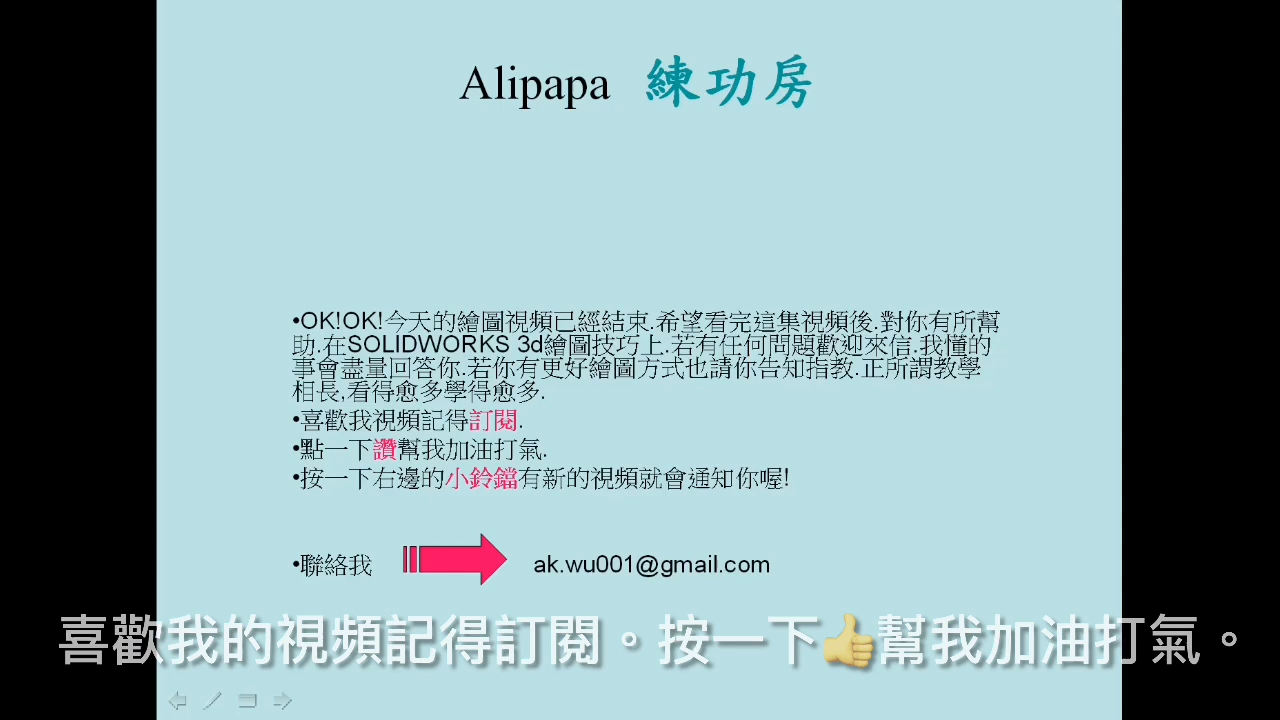 Alipapa 練功房
•OK!OK!今天的繪圖視頻已經結束.希望看完這集視頻後.對你有所幫
助.在SOLIDWORKS 3d繪圖技巧上.若有任何問題歡迎來信.我懂的
事會盡量回答你.若你有更好繪圖方式也請你告知指教.正所謂教學
相長,看得愈多學得愈多.
•喜歡我視頻記得訂閱.
•點一下讚幫我加油打氣.
•按一下右邊的小鈴鐺有新的視頻就會通知你喔!
•聯絡我 ak.wu001@gmail.com
喜歡我的視頻記得訂閱。按一下👍幫我加油打氣。